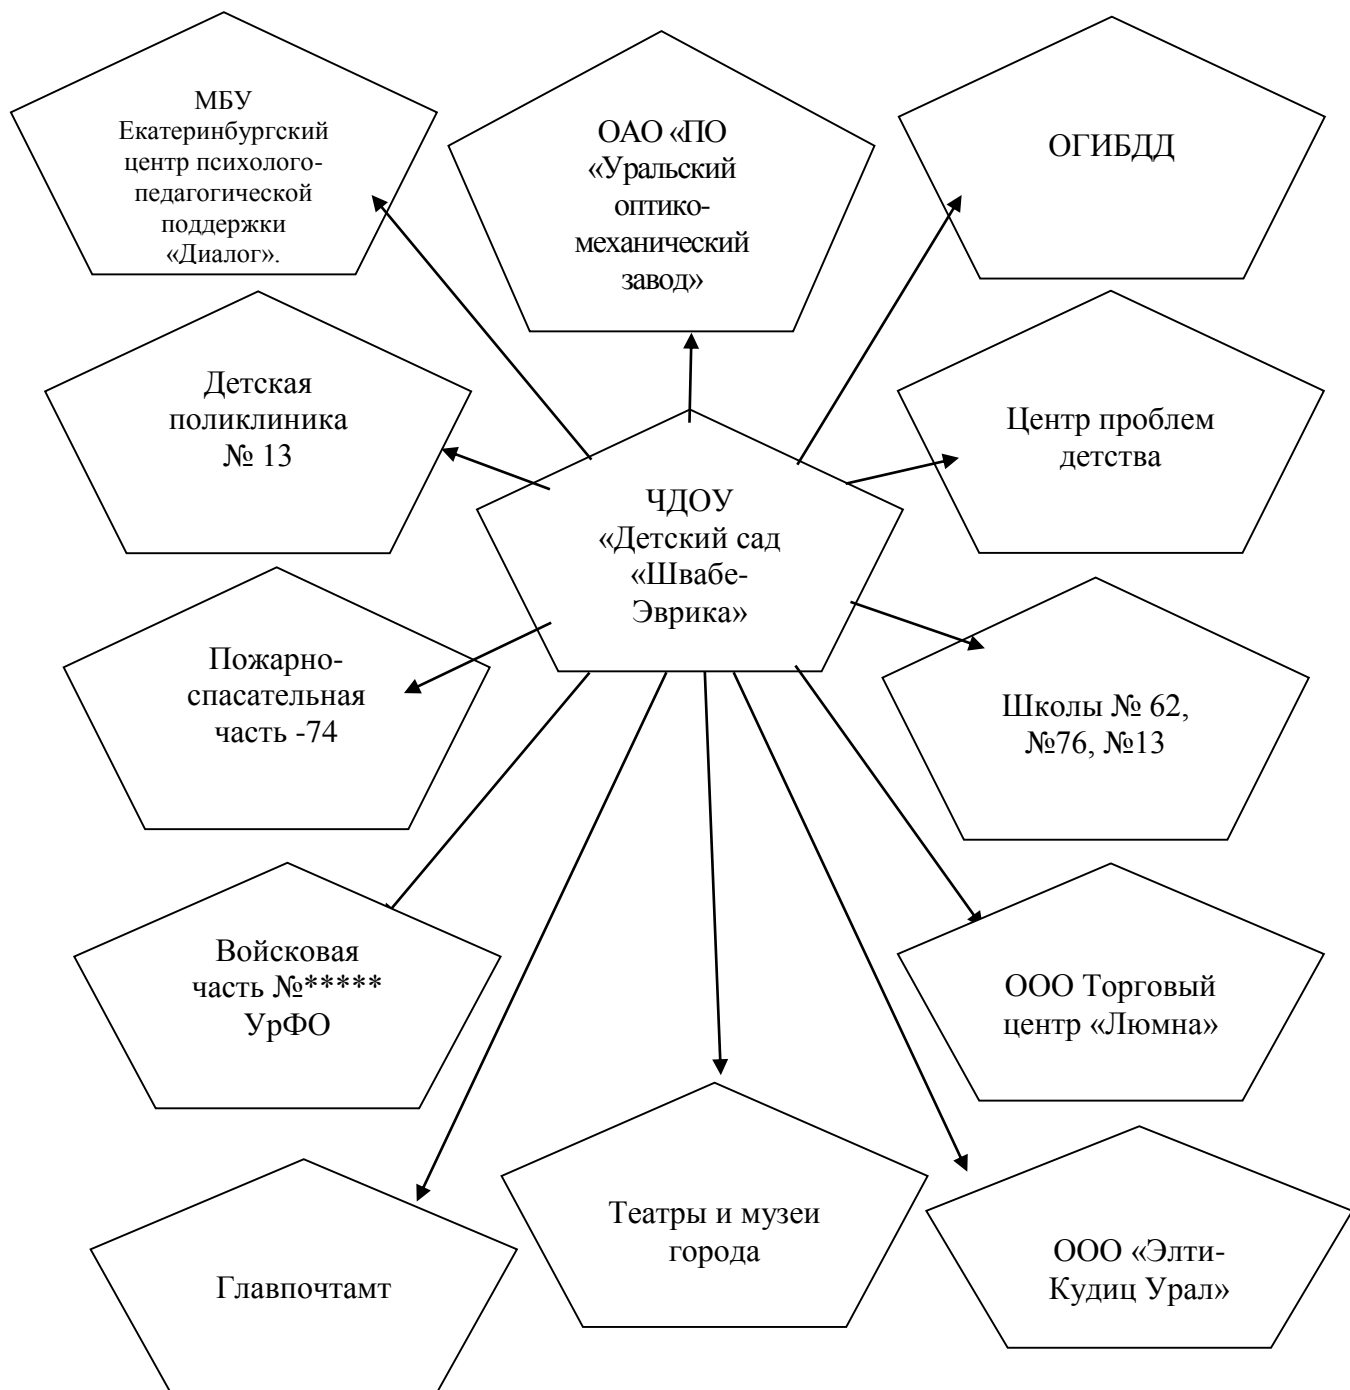 МБУ
Екатеринбургский
центр психолого-
педагогической
поддержки
«Диалог».
ОАО «ПО
«Уральский
оптико-
механический
завод»
ОГИБДД
Детская
поликлиника
№ 13
Центр проблем
детства
ЧДОУ
«Детский сад
«Швабе-
Эврика»
Пожарно-
спасательная
часть -74
Школы № 62,
№76, №13
Войсковая
часть №*****
УрФО
ООО Торговый
центр «Люмна»
Главпочтамт
Театры и музеи
города
ООО «Элти-
Кудиц Урал»